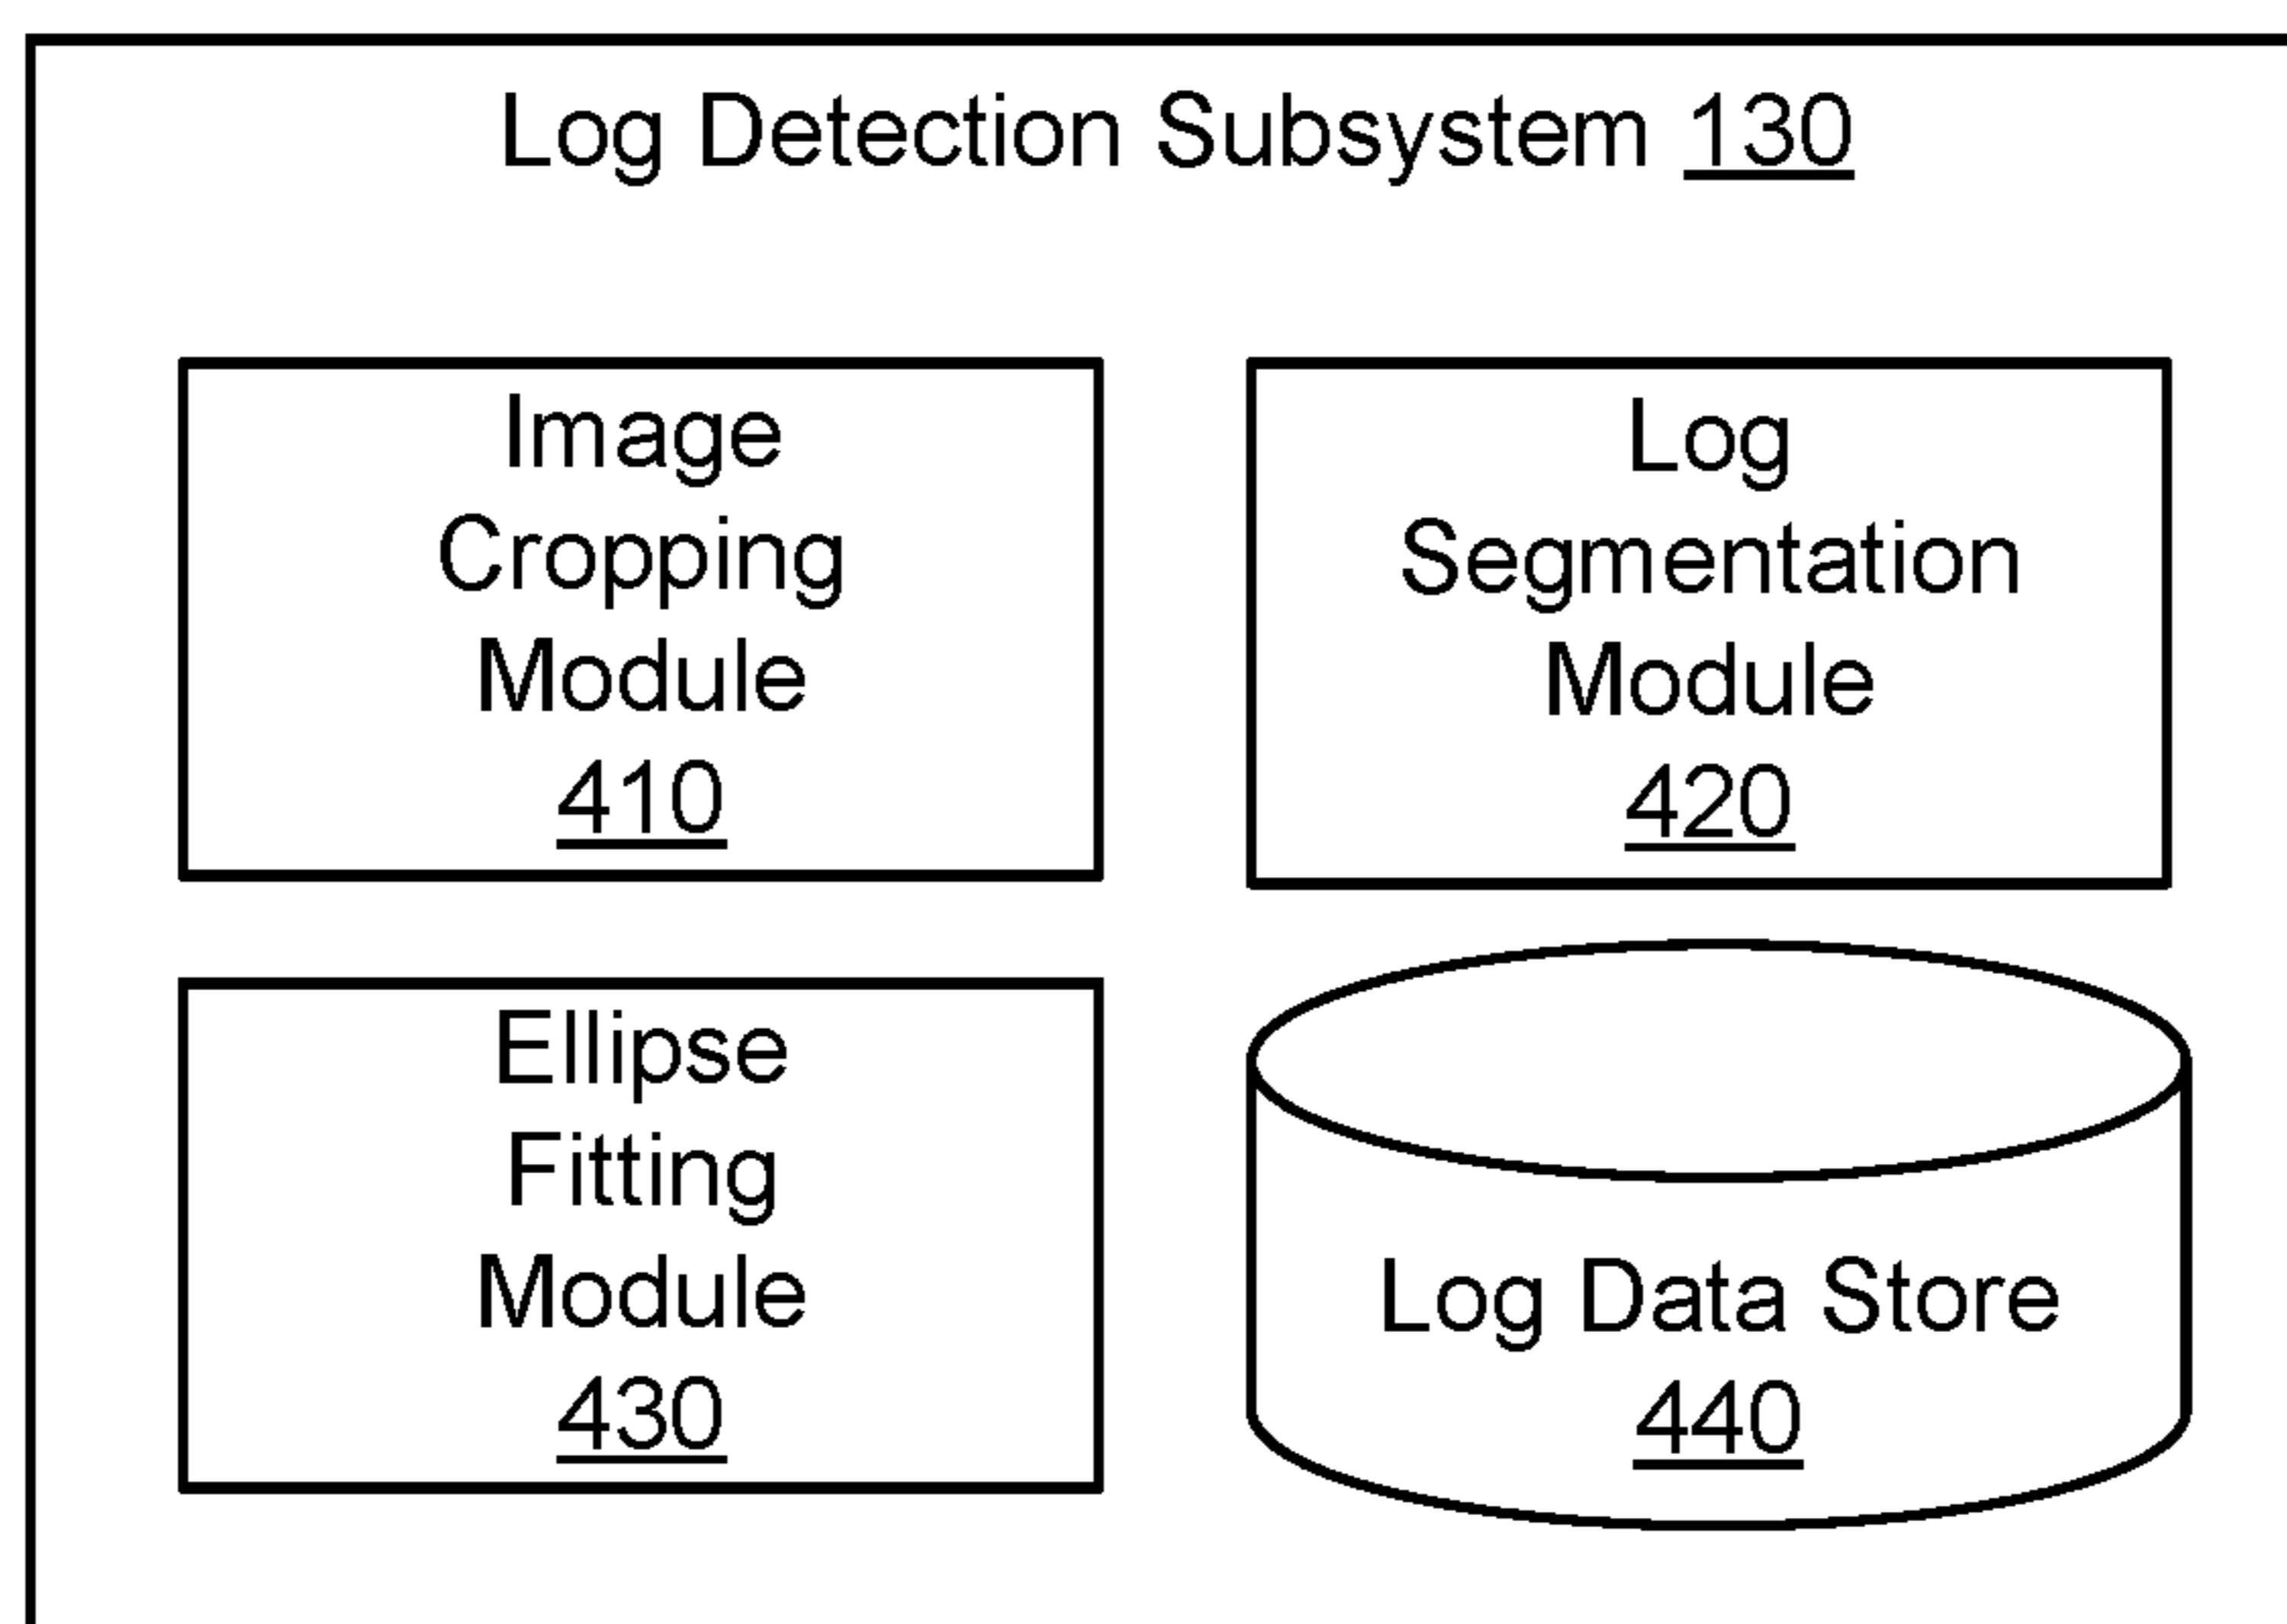 Log Detection Subsystem 130
Image
Cropping
Module
410
Log
Segmentation
Module
420
Ellipse
Fitting
Module
430
Log Data Store
440